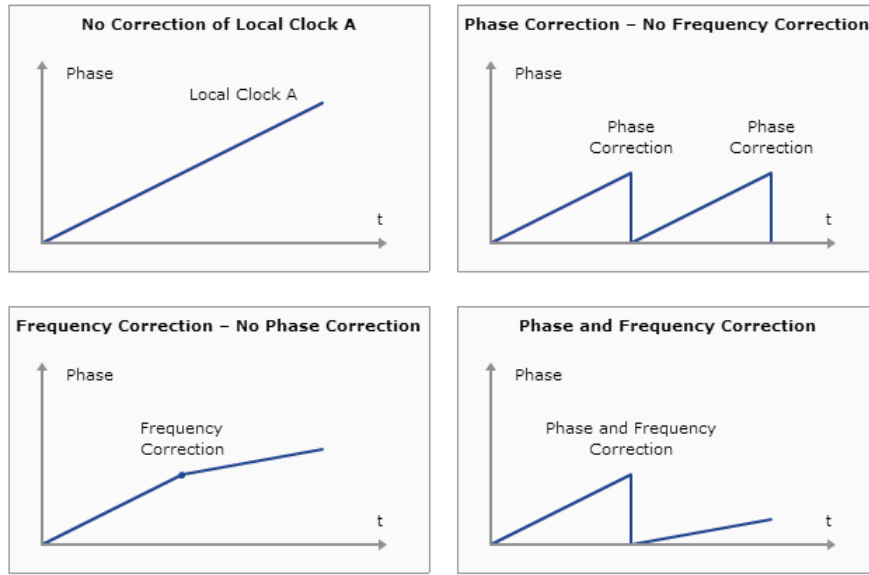 No Correction of Local Clock A
Phase
Local Clock A
t
Phase Correction – No Frequency Correction
Phase
Phase
Correction
Phase
Correction
t
Frequency Correction – No Phase Correction
Phase
Frequency
Correction
t
Phase and Frequency Correction
Phase
Phase and Frequency
Correction
t